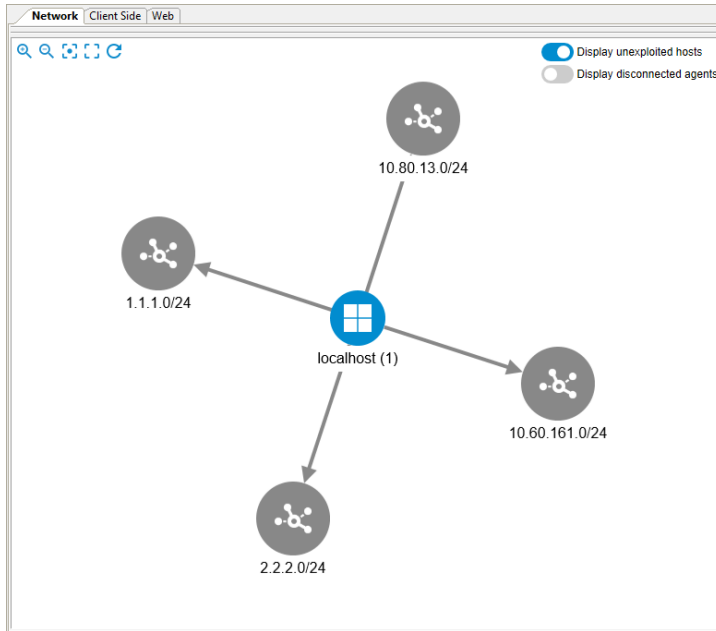 Network Client Side Web
Display unexploited hosts
Display disconnected agents
10.80.13.0/24
1.1.1.0/24
localhost (1)
10.60.161.0/24
2.2.2.0/24